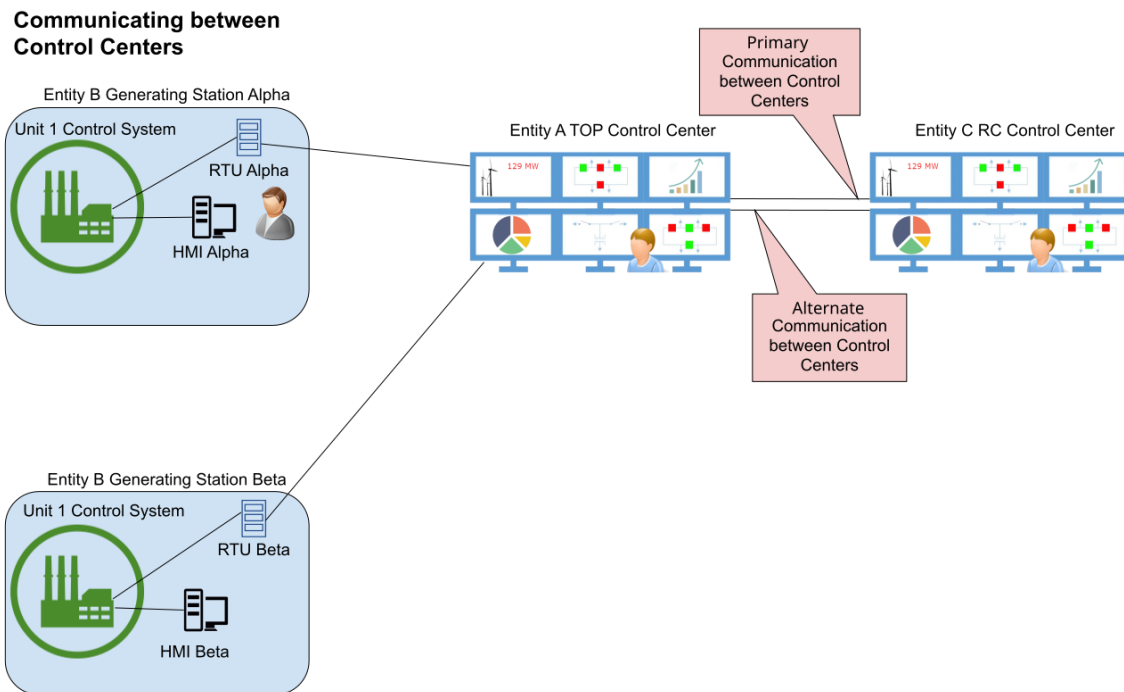 Communicating between
Control Centers
Primary
Communication
between Control
Centers
Entity B Generating Station Alpha
Unit 1 Control System
RTU Alpha
HMI Alpha
Entity A TOP Control Center
129 MW
Entity C RC Control Center
129 MW
Alternate
Communication
between Control
Centers
Entity B Generating Station Beta
Unit 1 Control System
RTU Beta
HMI Beta